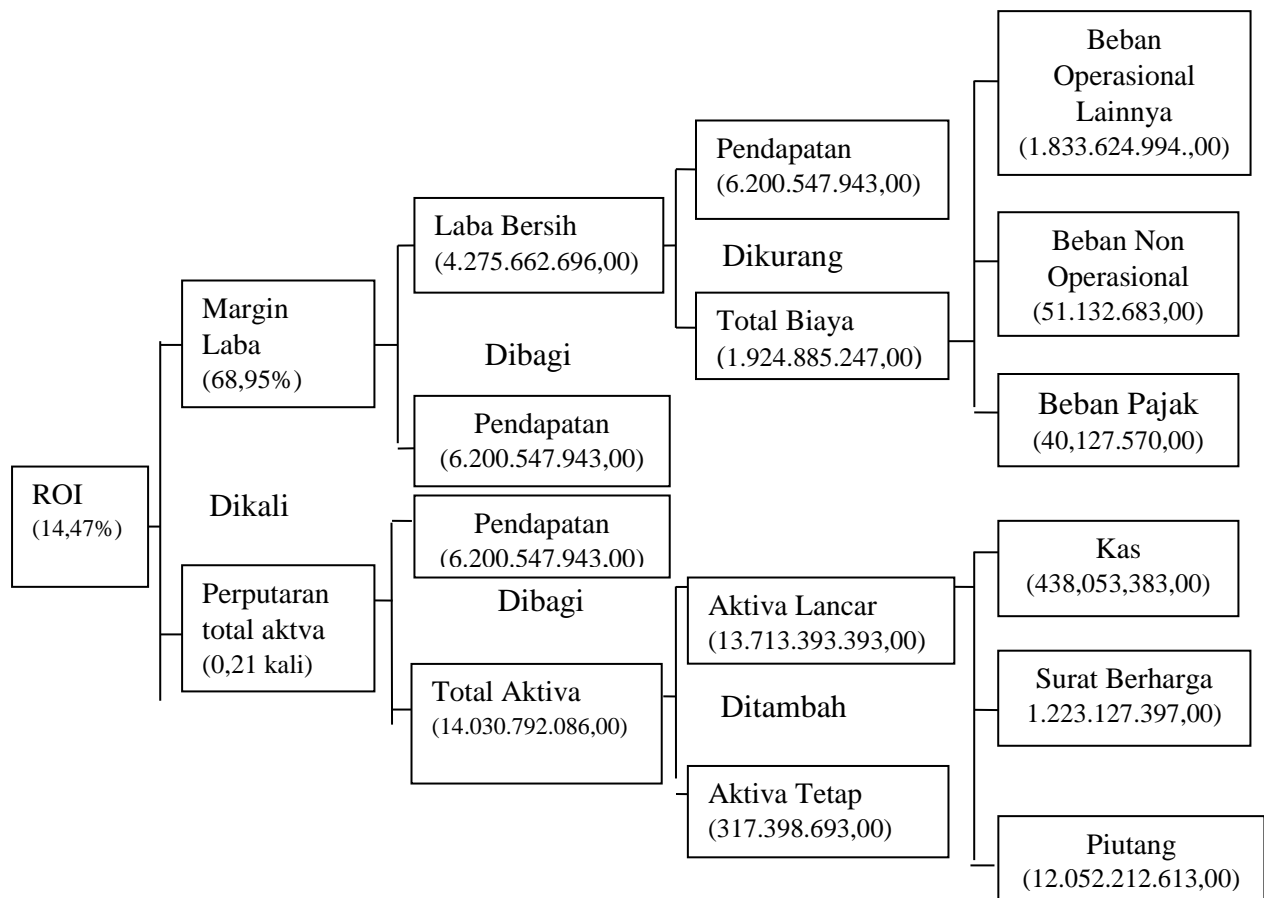 Beban
Operasional
Lainnya
(1.833.624.994.,00)
Pendapatan
(6.200.547.943,00)
Laba Bersih
(4.275.662.696,00)
Dikurang
Beban Non
Operasional
(51.132.683,00)
Margin
Laba
(68,95%)
Dibagi
Total Biaya
(1.924.885.247,00)
Pendapatan
(6.200.547.943,00)
Beban Pajak
(40,127.570,00)
ROI
(14,47%)
Dikali
Pendapatan
(6.200.547.943,00)
Kas
(438,053,383,00)
Perputaran
total aktva
(0,21 kali)
Dibagi
Aktiva Lancar
(13.713.393.393,00)
Total Aktiva
(14.030.792.086,00)
Ditambah
Surat Berharga
1.223.127.397,00)
Aktiva Tetap
(317.398.693,00)
Piutang
(12.052.212.613,00)